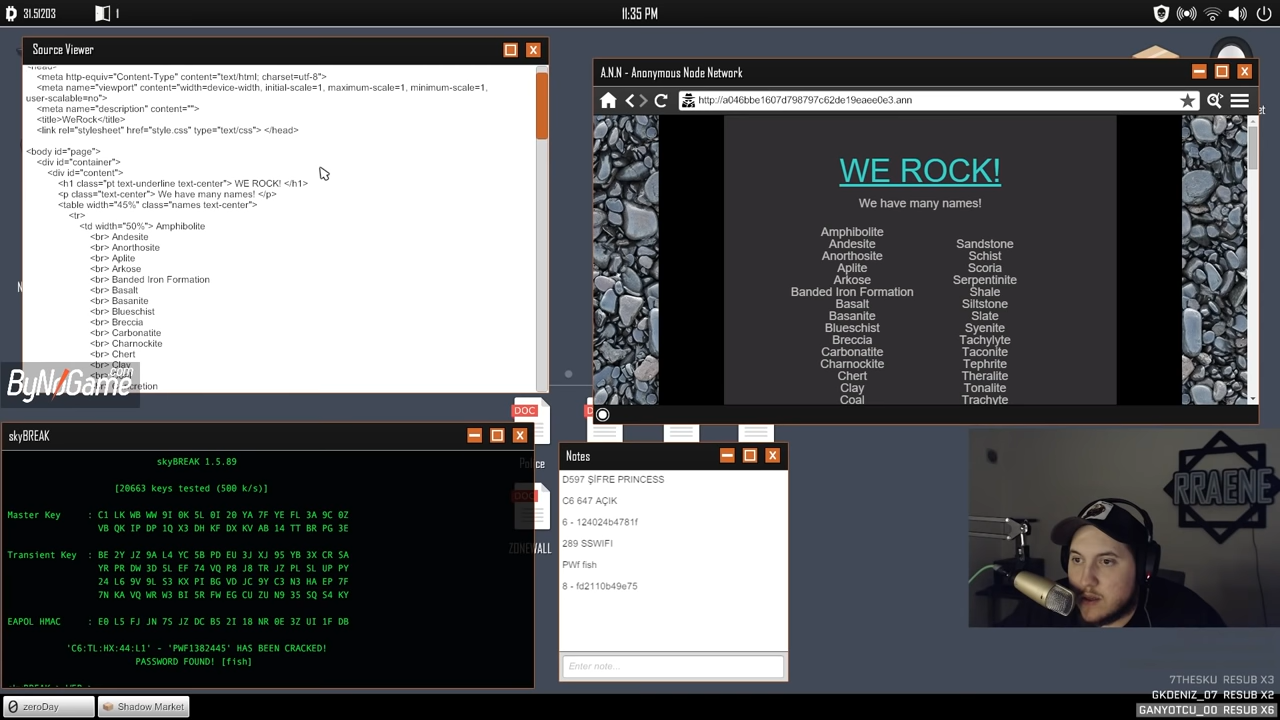 31.51203
1
11:35 PM
Source Viewer
<head>
<meta http-equiv="Content-Type" content="text/html; charset=utf-8">
<meta name="viewport" content="width=device-width, initial-scale=1, maximum-scale=1, minimum-scale=1,
user-scalable=no">
<meta name="description" content="">
<title>WeRock</title>
<link rel="stylesheet" href="style.css" type="text/css"> </head>
<body id="page">
<div id="container">
<div id="content">
<h1 class="pt text-underline text-center"> WE ROCK! </h1>
<p class="text-center"> We have many names! </p>
<table width="45%" class="names text-center">
<tr>
<td width="50%"> Amphibolite
<br> Andesite
<br> Anorthosite
<br> Aplite
<br> Arkose
<br> Banded Iron Formation
<br> Basalt
<br> Basanite
<br> Blueschist
<br> Breccia
<br> Carbonatite
<br> Charnockite
<br> Chert
<br> Clay
ByNoGame.com
A.N.N - Anonymous Node Network
http://a046bbe1607d798797c62de19eaee0e3.ann
WE ROCK!
We have many names!
Amphibolite
Andesite Sandstone
Anorthosite Schist
Aplite Scoria
Arkose Serpentinite
Banded Iron Formation Shale
Basalt Siltstone
Basanite Slate
Blueschist Syenite
Breccia Tachylyte
Carbonatite Taconite
Charnockite Tephrite
Chert Theralite
Clay Tonalite
Coal Trachyte
DOC
Police
DOC
ZONEWALL
skyBREAK
skyBREAK 1.5.89
[20663 keys tested (500 k/s)]
Master Key : C1 LK WB WW 9I 0K 5L 0I 20 YA 7F YE FL 3A 9C 0Z
VB QK IP DP 1Q X3 DH KF DX KV AB 14 TT BR PG 3E
Transient Key : BE 2Y JZ 9A L4 YC 5B PD EU 3J XJ 95 YB 3X CR SA
YR PR DW 3D 5L EF 74 VQ P8 J8 TR JZ PL SL UP PY
24 L6 9V 9L S3 KX PI BG VD JC 9Y C3 N3 HA EP 7F
7N KA VQ WR W3 BI 5R FW EG CU ZU N9 35 SQ S4 KY
EAPOL HMAC : E0 L5 FJ JN 7S JZ DC B5 2I 18 NR 0E 3Z UI 1F DB
'C6:TL:HX:44:L1' - 'PWF1382445' HAS BEEN CRACKED!
PASSWORD FOUND! [fish]
Notes
D597 ŞİFRE PRINCESS
C6 647 AÇIK
6 - 124024b4781f
289 SSWIFI
PWf fish
8 - fd2110b49e75
Enter note...
RRAENE
7THESKU RESUB X3
GKDENIZ_07 RESUB X2
GANYOTCU_00 RESUB X6
zeroDay
Shadow Market